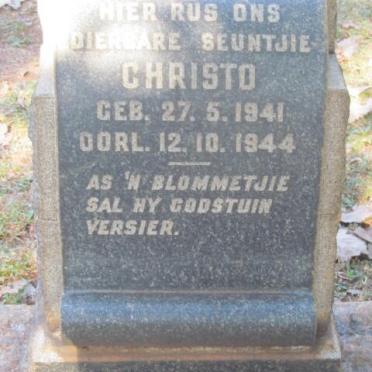 HIER RUS ONS
DIERBARE SEUNTJIE
CHRISTO
GEB. 27. 5. 1941
OORL. 12. 10. 1944
AS 'N BLOMMETJIE
SAL HY GODSTUIN
VERSIER.